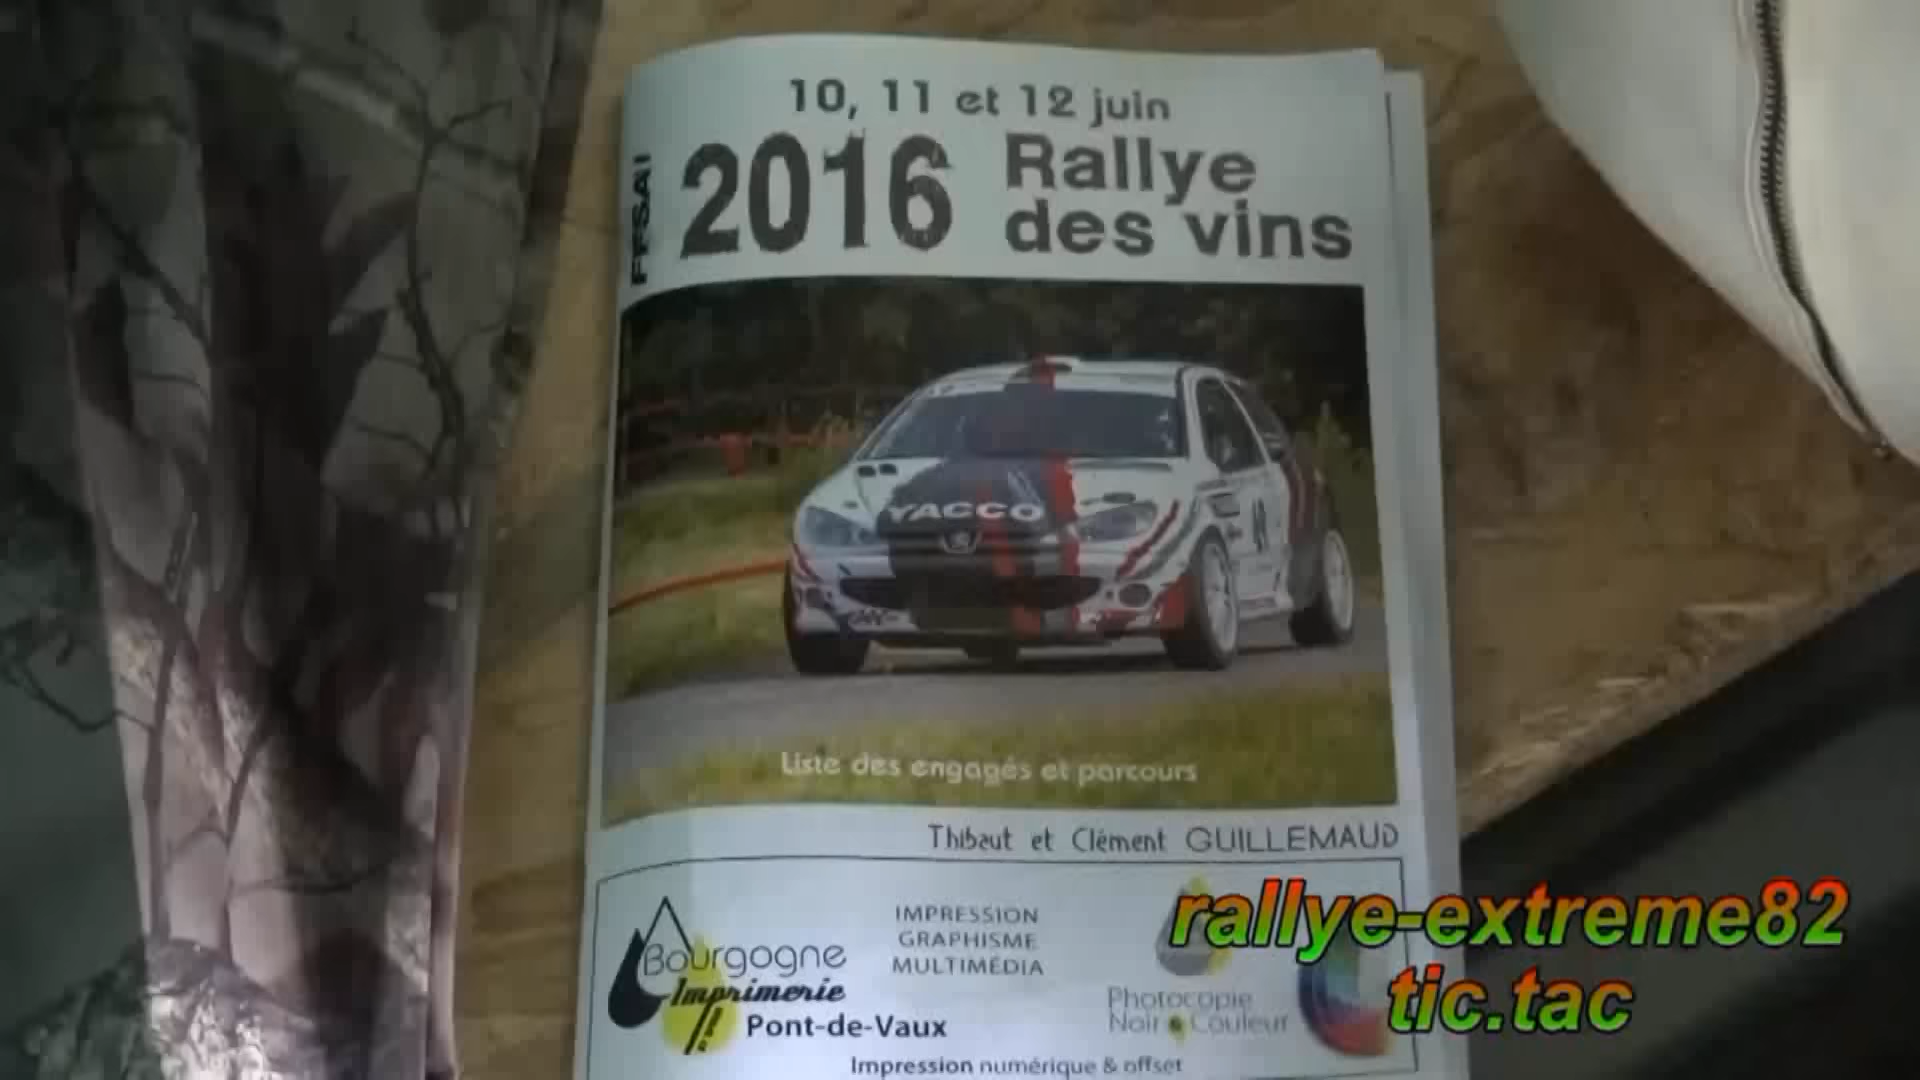 10, 11 et 12 juin
FFSA
2016 Rallye
des vins
YACCO
Liste des engagés et parcours
Thibaut et Clément GUILLEMAUD
Bourgogne
Imprimerie
Pont-de-Vaux
IMPRESSION
GRAPHISME
MULTIMÉDIA
Photocopie
Noir & Couleur
Impression numérique & offset
rallye-extreme82
tic.tac